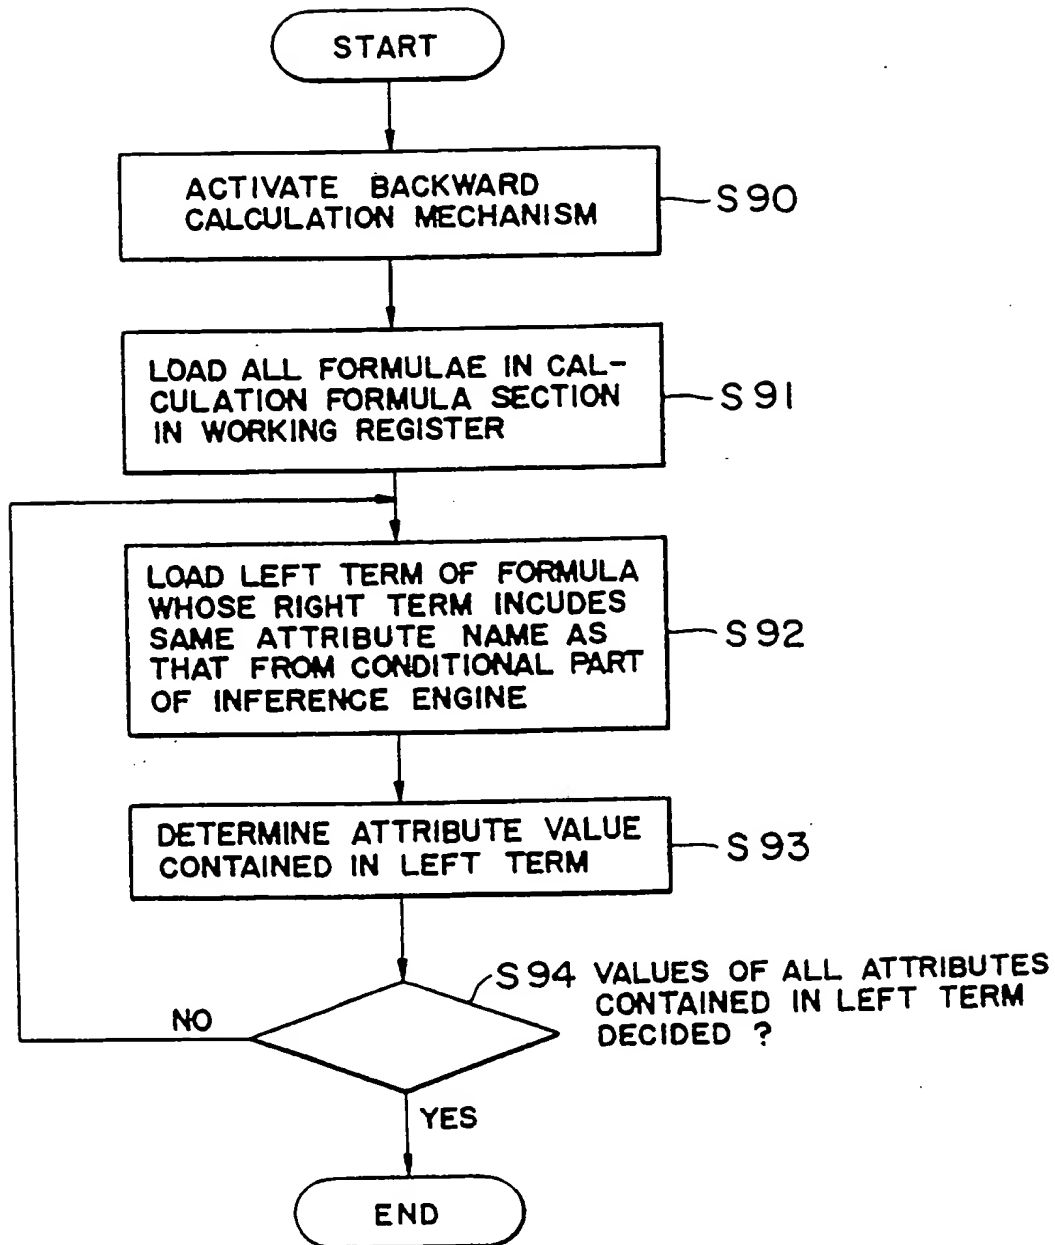 START
ACTIVATE BACKWARD
CALCULATION MECHANISM
S90
LOAD ALL FORMULAE IN CAL-
CULATION FORMULA SECTION
IN WORKING REGISTER
S91
LOAD LEFT TERM OF FORMULA
WHOSE RIGHT TERM INCUDES
SAME ATTRIBUTE NAME AS
THAT FROM CONDITIONAL PART
OF INFERENCE ENGINE
S92
DETERMINE ATTRIBUTE VALUE
CONTAINED IN LEFT TERM
S93
S94 VALUES OF ALL ATTRIBUTES
CONTAINED IN LEFT TERM
DECIDED ?
NO
YES
END